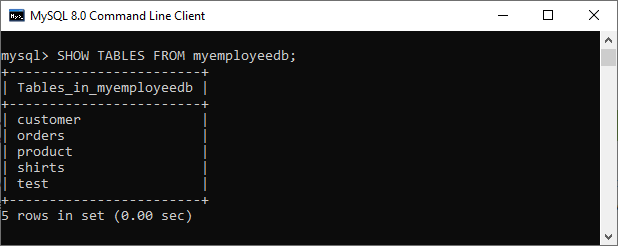 MySQL 8.0 Command Line Client
mysql> SHOW TABLES FROM myemployeedb;
+------------------------+
| Tables_in_myemployeedb |
+------------------------+
| customer               |
| orders                 |
| product                |
| shirts                 |
| test                   |
+------------------------+
5 rows in set (0.00 sec)